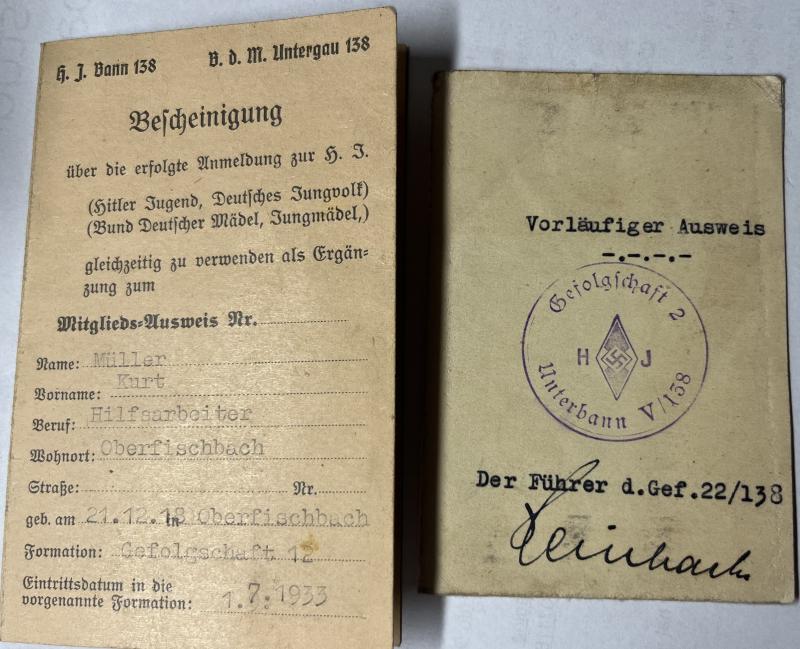 H. J. Bann 138
B. d. M. Untergau 138
Bescheinigung
über die erfolgte Anmeldung zur H. J.
(Hitler Jugend, Deutsches Jungvolk)
(Bund Deutscher Mädel, Jungmädel,)
gleichzeitig zu verwenden als Ergän-
zung zum
Mitglieds-Ausweis Nr.
Name: Müller
Vorname: Kurt
Beruf: Hilfsarbeiter
Wohnort: Oberfischbach
Straße: Nr.
geb. am 21.12.18 in Oberfischbach
Formation: Gefolgschaft 12
Eintrittsdatum in die
vorgenannte Formation: 1.7.1933
Vorläufiger Ausweis
-.-.-.-
Gefolgschaft 2
H J
Unterbann V/138
Der Führer d.Gef.22/138